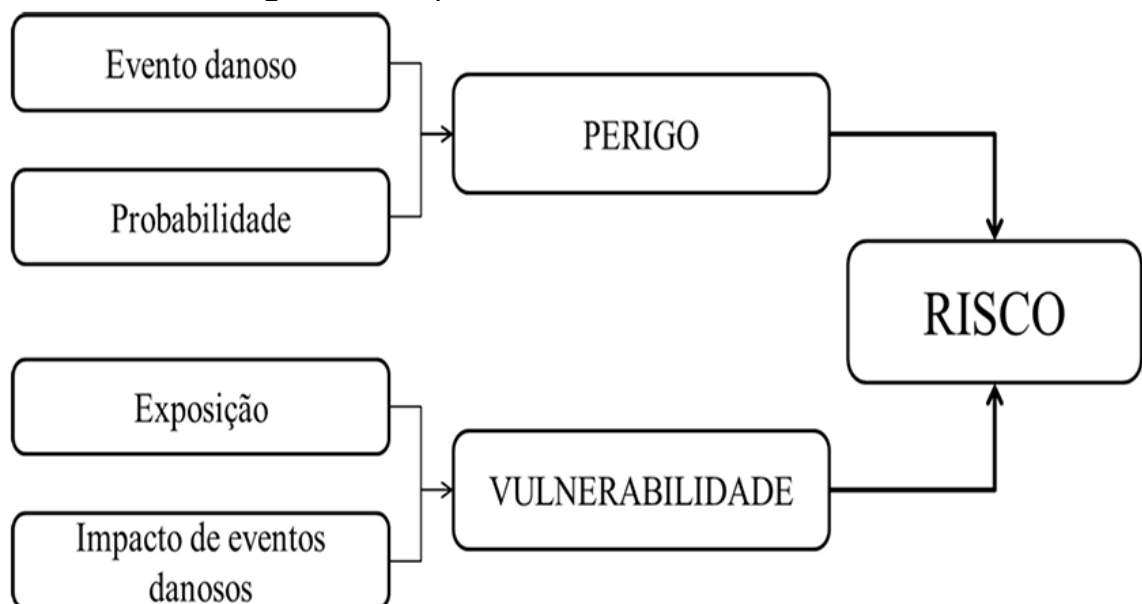 Evento danoso
PERIGO
Probabilidade
RISCO
Exposição
VULNERABILIDADE
Impacto de eventos
danosos